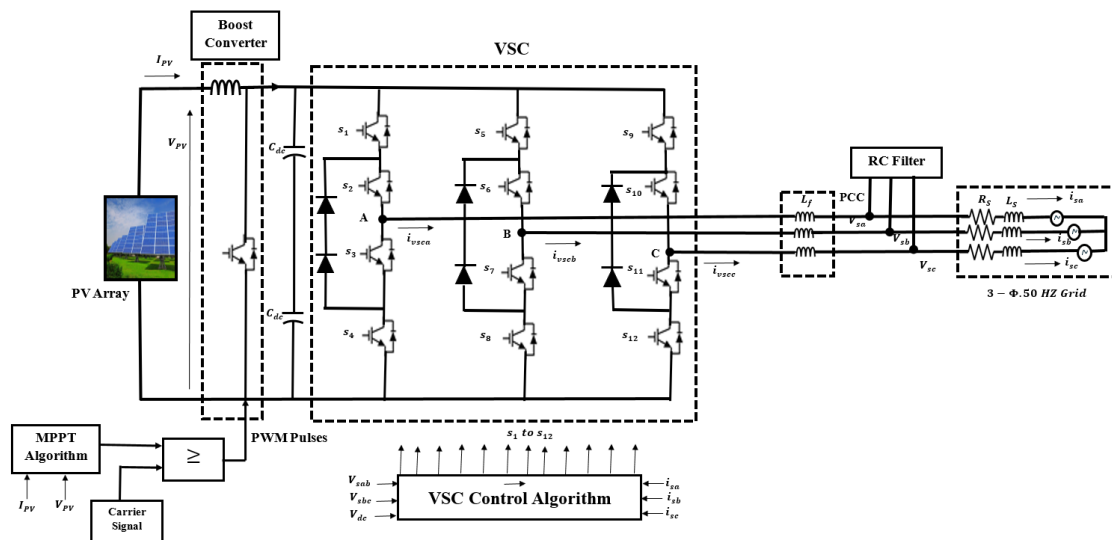 Boost
Converter
VSC
I_PV
V_PV
C_dc
C_dc
PV Array
s_1
s_2
s_3
s_4
s_5
s_6
s_7
s_8
s_9
s_10
s_11
s_12
A
B
C
i_vsca
i_vscb
i_vscc
L_f
PCC
RC Filter
V_sa
V_sb
V_sc
R_S
L_S
i_sa
i_sb
i_sc
3 − Φ.50 HZ Grid
PWM Pulses
MPPT
Algorithm
≥
I_PV
V_PV
Carrier
Signal
s_1 to s_12
V_sab
V_sbc
V_dc
VSC Control Algorithm
i_sa
i_sb
i_sc